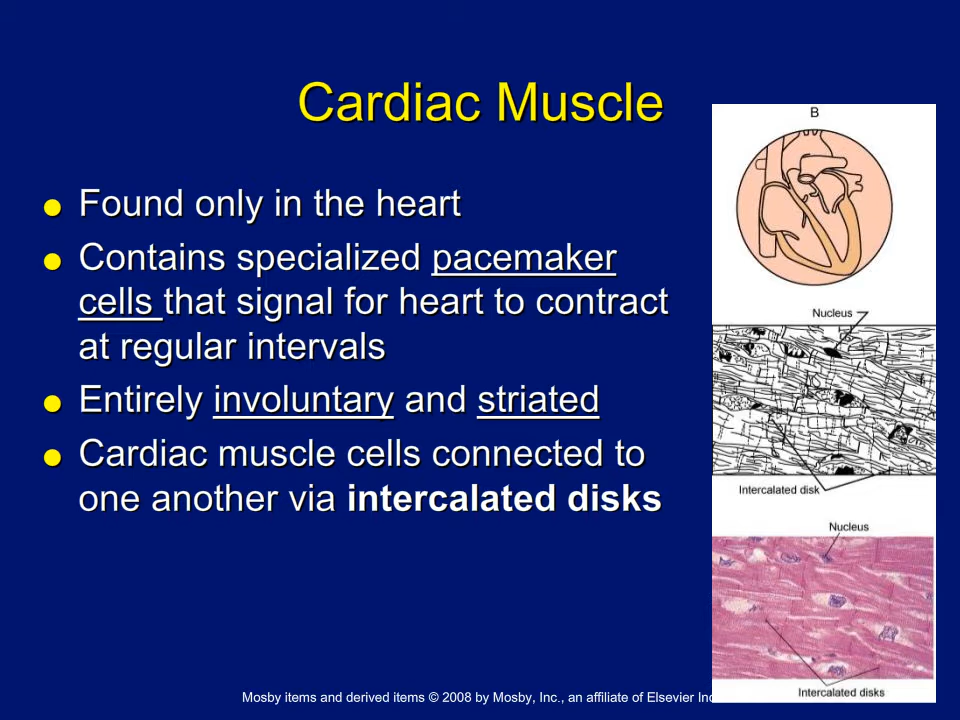 Cardiac Muscle
● Found only in the heart
● Contains specialized pacemaker
cells that signal for heart to contract
at regular intervals
● Entirely involuntary and striated
● Cardiac muscle cells connected to
one another via intercalated disks
B
Nucleus
Intercalated disk
Nucleus
Intercalated disks
Mosby items and derived items © 2008 by Mosby, Inc., an affiliate of Elsevier Inc